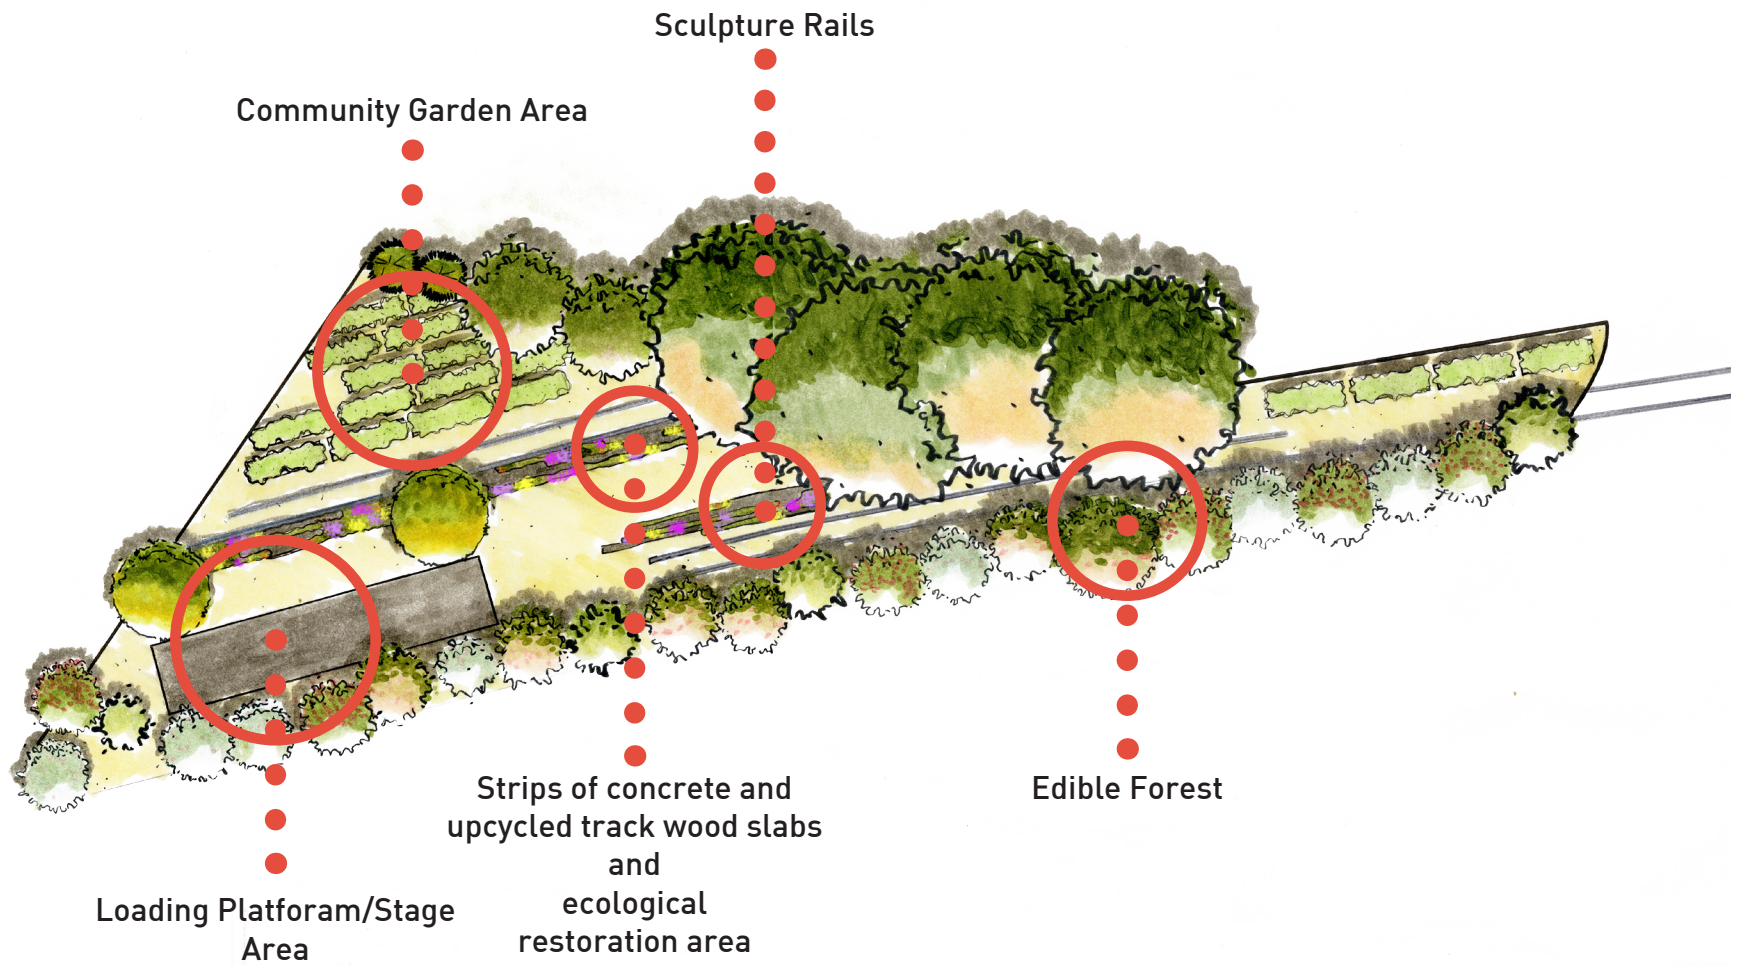 Sculpture Rails
Community Garden Area
Strips of concrete and
upcycled track wood slabs
and
ecological
restoration area
Edible Forest
Loading Platforam/Stage
Area